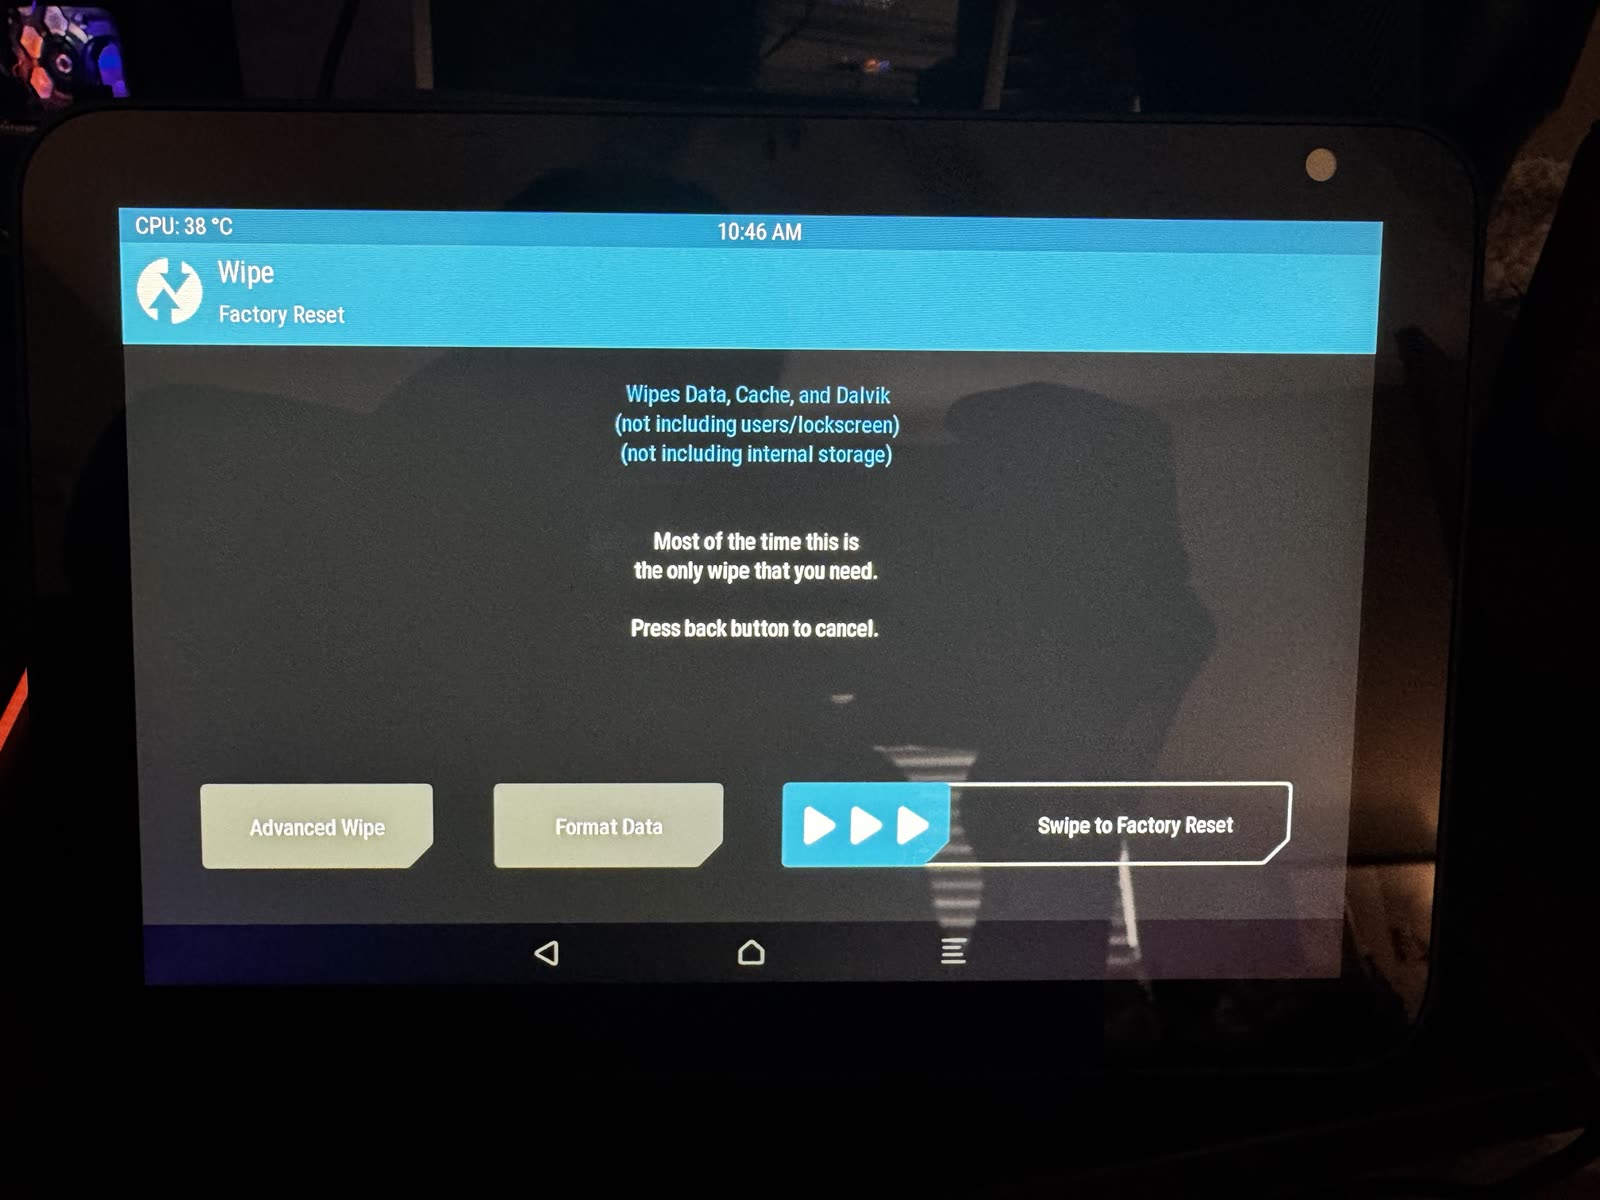 CPU: 38 °C
10:46 AM
Wipe
Factory Reset
Wipes Data, Cache, and Dalvik
(not including users/lockscreen)
(not including internal storage)
Most of the time this is
the only wipe that you need.
Press back button to cancel.
Advanced Wipe
Format Data
Swipe to Factory Reset